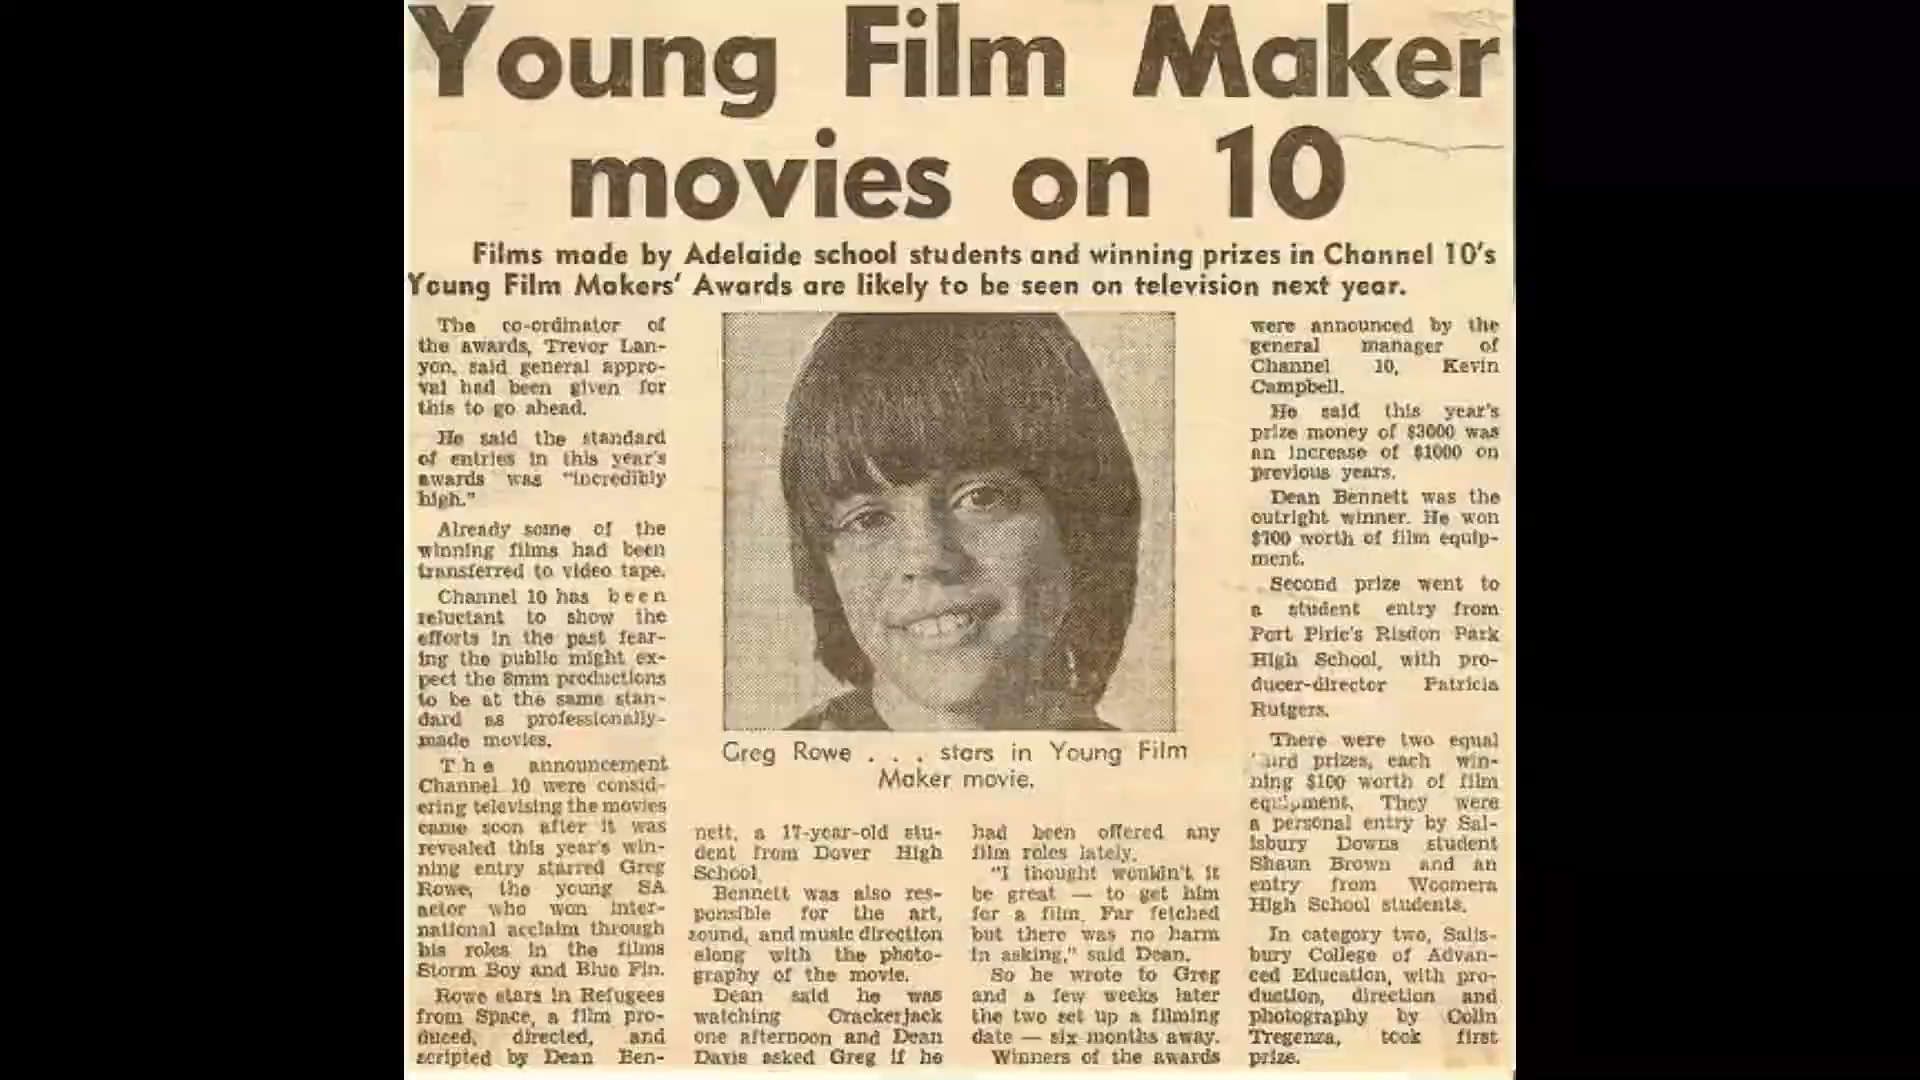 Young Film Maker
movies on 10
Films made by Adelaide school students and winning prizes in Channel 10's
Young Film Makers' Awards are likely to be seen on television next year.
The co-ordinator of
the awards, Trevor Lan-
yon, said general appro-
val had been given for
this to go ahead.
He said the standard
of entries in this year's
awards was "incredibly
high."
Already some of the
winning films had been
transferred to video tape.
Channel 10 has been
reluctant to show the
efforts in the past fear-
ing the public might ex-
pect the 8mm productions
to be at the same stan-
dard as professionally-
made movies.
The announcement
Channel 10 were consid-
ering televising the movies
came soon after it was
revealed this year's win-
ning entry starred Greg
Rowe, the young SA
actor who won inter-
national acclaim through
his roles in the films
Storm Boy and Blue Fin.
Rowe stars in Refugees
from Space, a film pro-
duced, directed, and
scripted by Dean Ben-
Greg Rowe . . . stars in Young Film
Maker movie.
nett, a 17-year-old stu-
dent from Dover High
School.
Bennett was also res-
ponsible for the art,
sound, and music direction
along with the photo-
graphy of the movie.
Dean said he was
watching Crackerjack
one afternoon and Dean
Davis asked Greg if he
had been offered any
film roles lately.
"I thought wouldn't it
be great — to get him
for a film. Far fetched
but there was no harm
in asking," said Dean.
So he wrote to Greg
and a few weeks later
the two set up a filming
date — six months away.
Winners of the awards
were announced by the
general manager of
Channel 10, Kevin
Campbell.
He said this year's
prize money of $3000 was
an increase of $1000 on
previous years.
Dean Bennett was the
outright winner. He won
$700 worth of film equip-
ment.
Second prize went to
a student entry from
Port Pirie's Risdon Park
High School, with pro-
ducer-director Patricia
Rutgers.
There were two equal
prizes, each win-
ning $100 worth of film
equipment. They were
a personal entry by Sal-
isbury Downs student
Shaun Brown and an
entry from Woomera
High School students.
In category two, Salis-
bury College of Advan-
ced Education, with pro-
duction, direction and
photography by Colin
Tregenza, took first
prize.